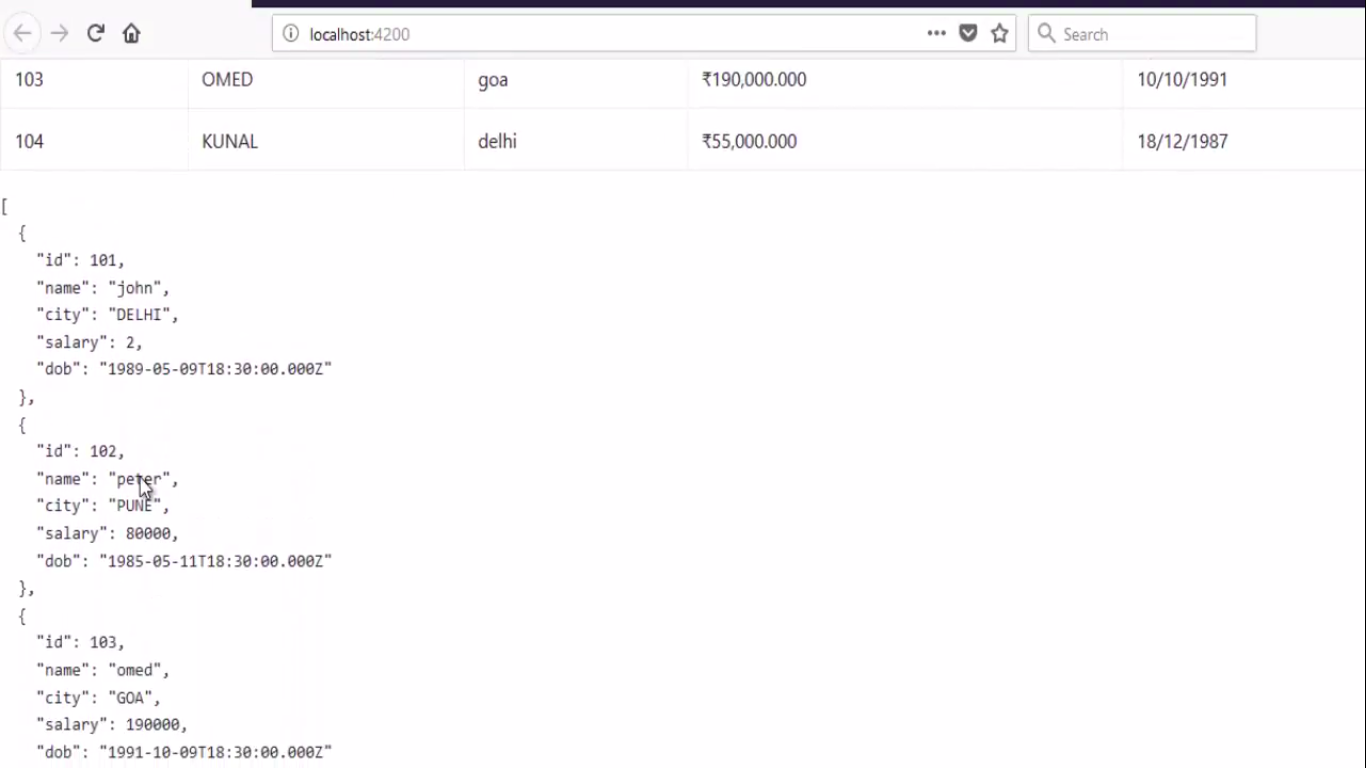 localhost:4200 Search
103 OMED goa ₹190,000.000 10/10/1991
104 KUNAL delhi ₹55,000.000 18/12/1987
[
{
"id": 101,
"name": "john",
"city": "DELHI",
"salary": 2,
"dob": "1989-05-09T18:30:00.000Z"
},
{
"id": 102,
"name": "peter",
"city": "PUNE",
"salary": 80000,
"dob": "1985-05-11T18:30:00.000Z"
},
{
"id": 103,
"name": "omed",
"city": "GOA",
"salary": 190000,
"dob": "1991-10-09T18:30:00.000Z"